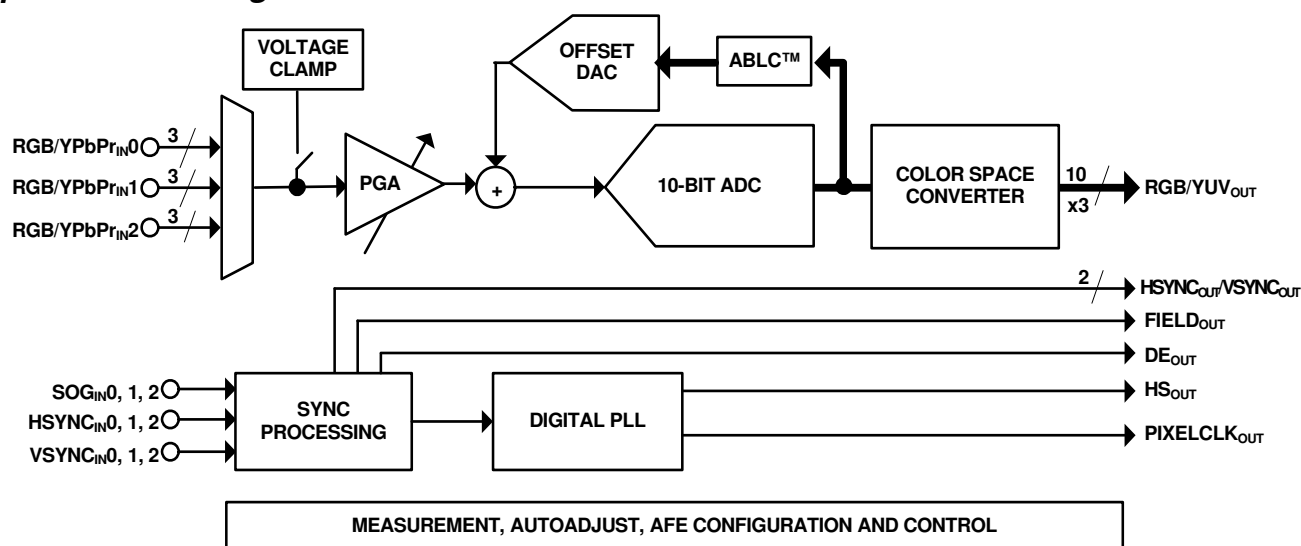 VOLTAGE
CLAMP
OFFSET
DAC
ABLC™
RGB/YPbPrIN0
3
RGB/YPbPrIN1
3
RGB/YPbPrIN2
3
PGA
+
10-BIT ADC
COLOR SPACE
CONVERTER
10
x3
RGB/YUVOUT
2
HSYNCOUT/VSYNCOUT
FIELDOUT
DEOUT
HSOUT
PIXELCLKOUT
SOGIN0, 1, 2
HSYNCIN0, 1, 2
VSYNCIN0, 1, 2
SYNC
PROCESSING
DIGITAL PLL
MEASUREMENT, AUTOADJUST, AFE CONFIGURATION AND CONTROL